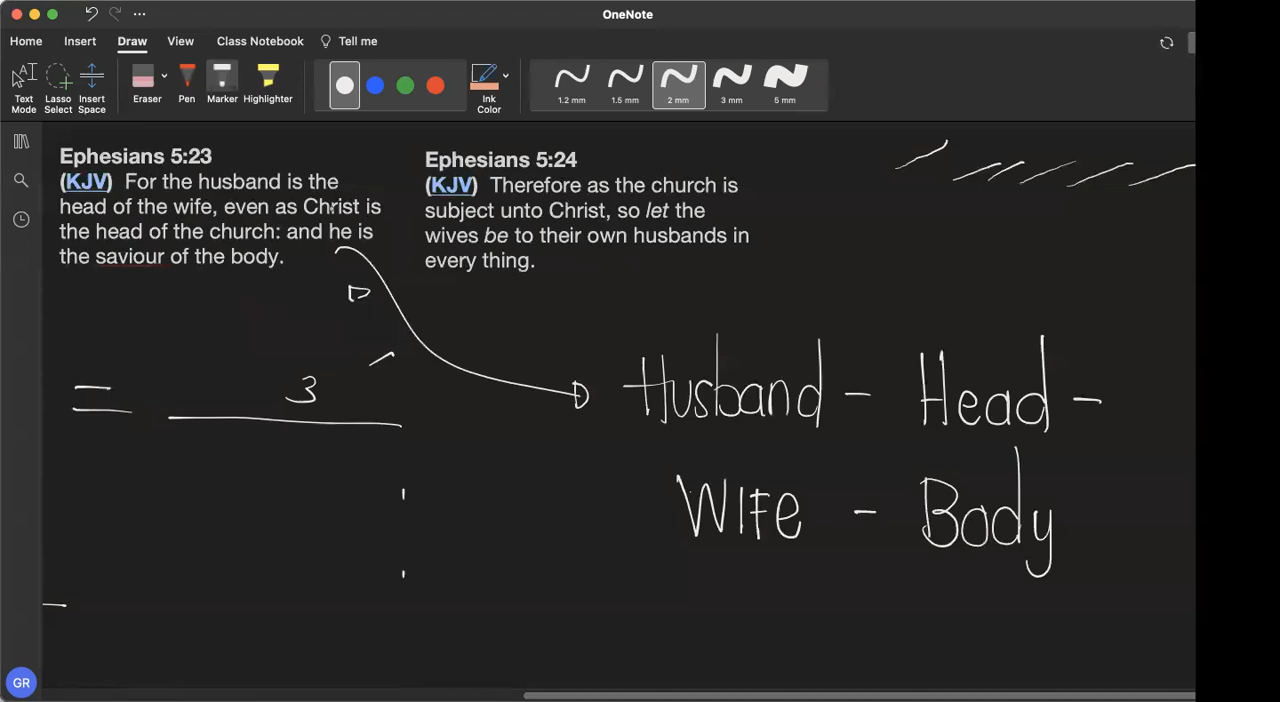 OneNote
Home Insert Draw View Class Notebook Tell me
Text Mode
Lasso Select
Insert Space
Eraser
Pen
Marker
Highlighter
Ink Color
1.2 mm
1.5 mm
2 mm
3 mm
5 mm
Ephesians 5:23
(KJV) For the husband is the
head of the wife, even as Christ is
the head of the church: and he is
the saviour of the body.
Ephesians 5:24
(KJV) Therefore as the church is
subject unto Christ, so let the
wives be to their own husbands in
every thing.
= 3
Husband - Head -
Wife - Body
GR